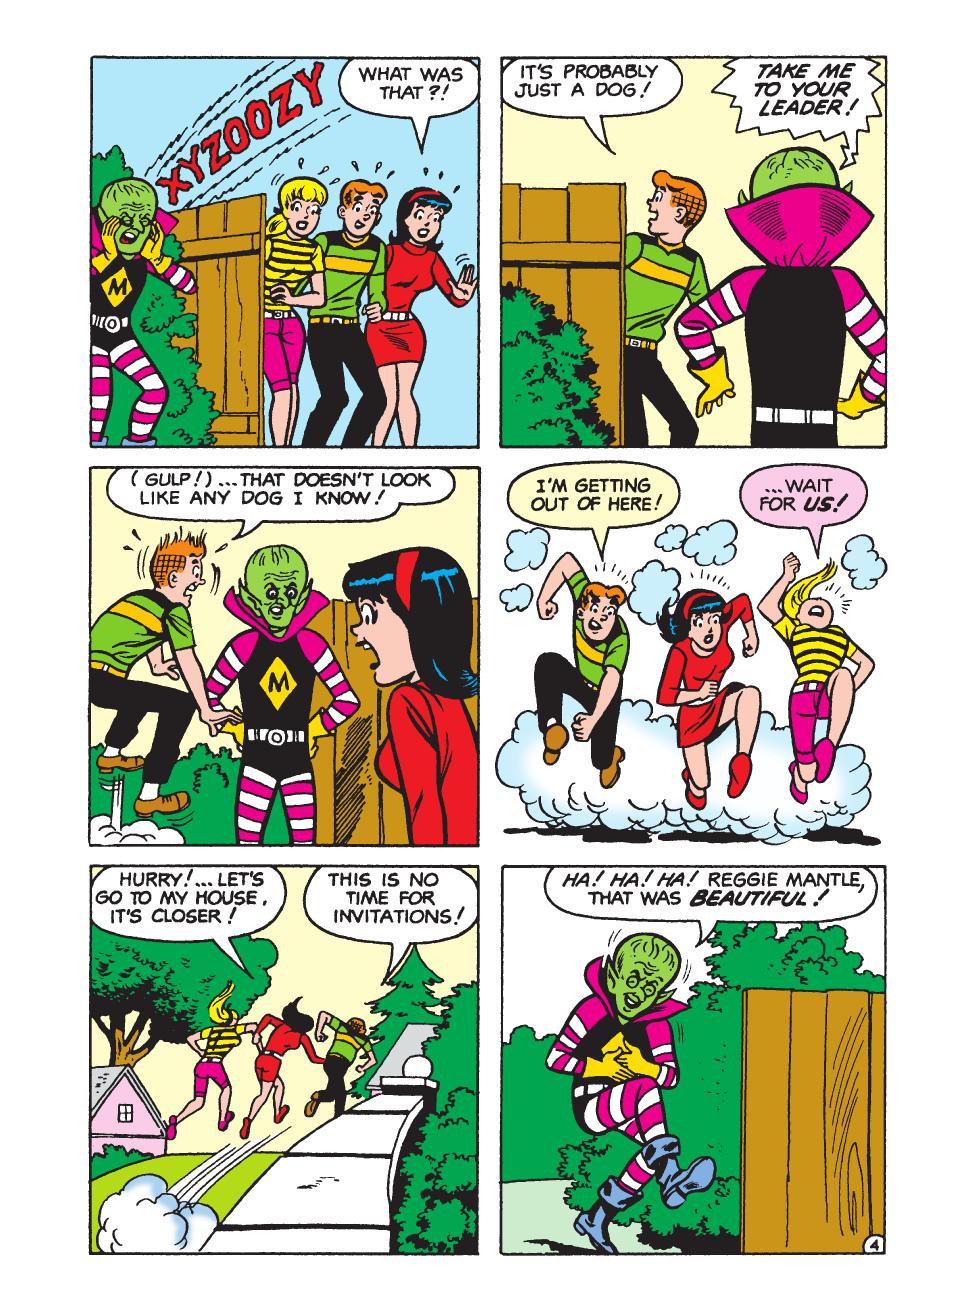 XYZOOZY
WHAT WAS
THAT?!
IT'S PROBABLY
JUST A DOG!
TAKE ME
TO YOUR
LEADER!
(GULP!)...THAT DOESN'T LOOK
LIKE ANY DOG I KNOW!
M
I'M GETTING
OUT OF HERE!
...WAIT
FOR US!
HURRY!...LET'S
GO TO MY HOUSE,
IT'S CLOSER!
THIS IS NO
TIME FOR
INVITATIONS!
HA! HA! HA! REGGIE MANTLE,
THAT WAS BEAUTIFUL!
4